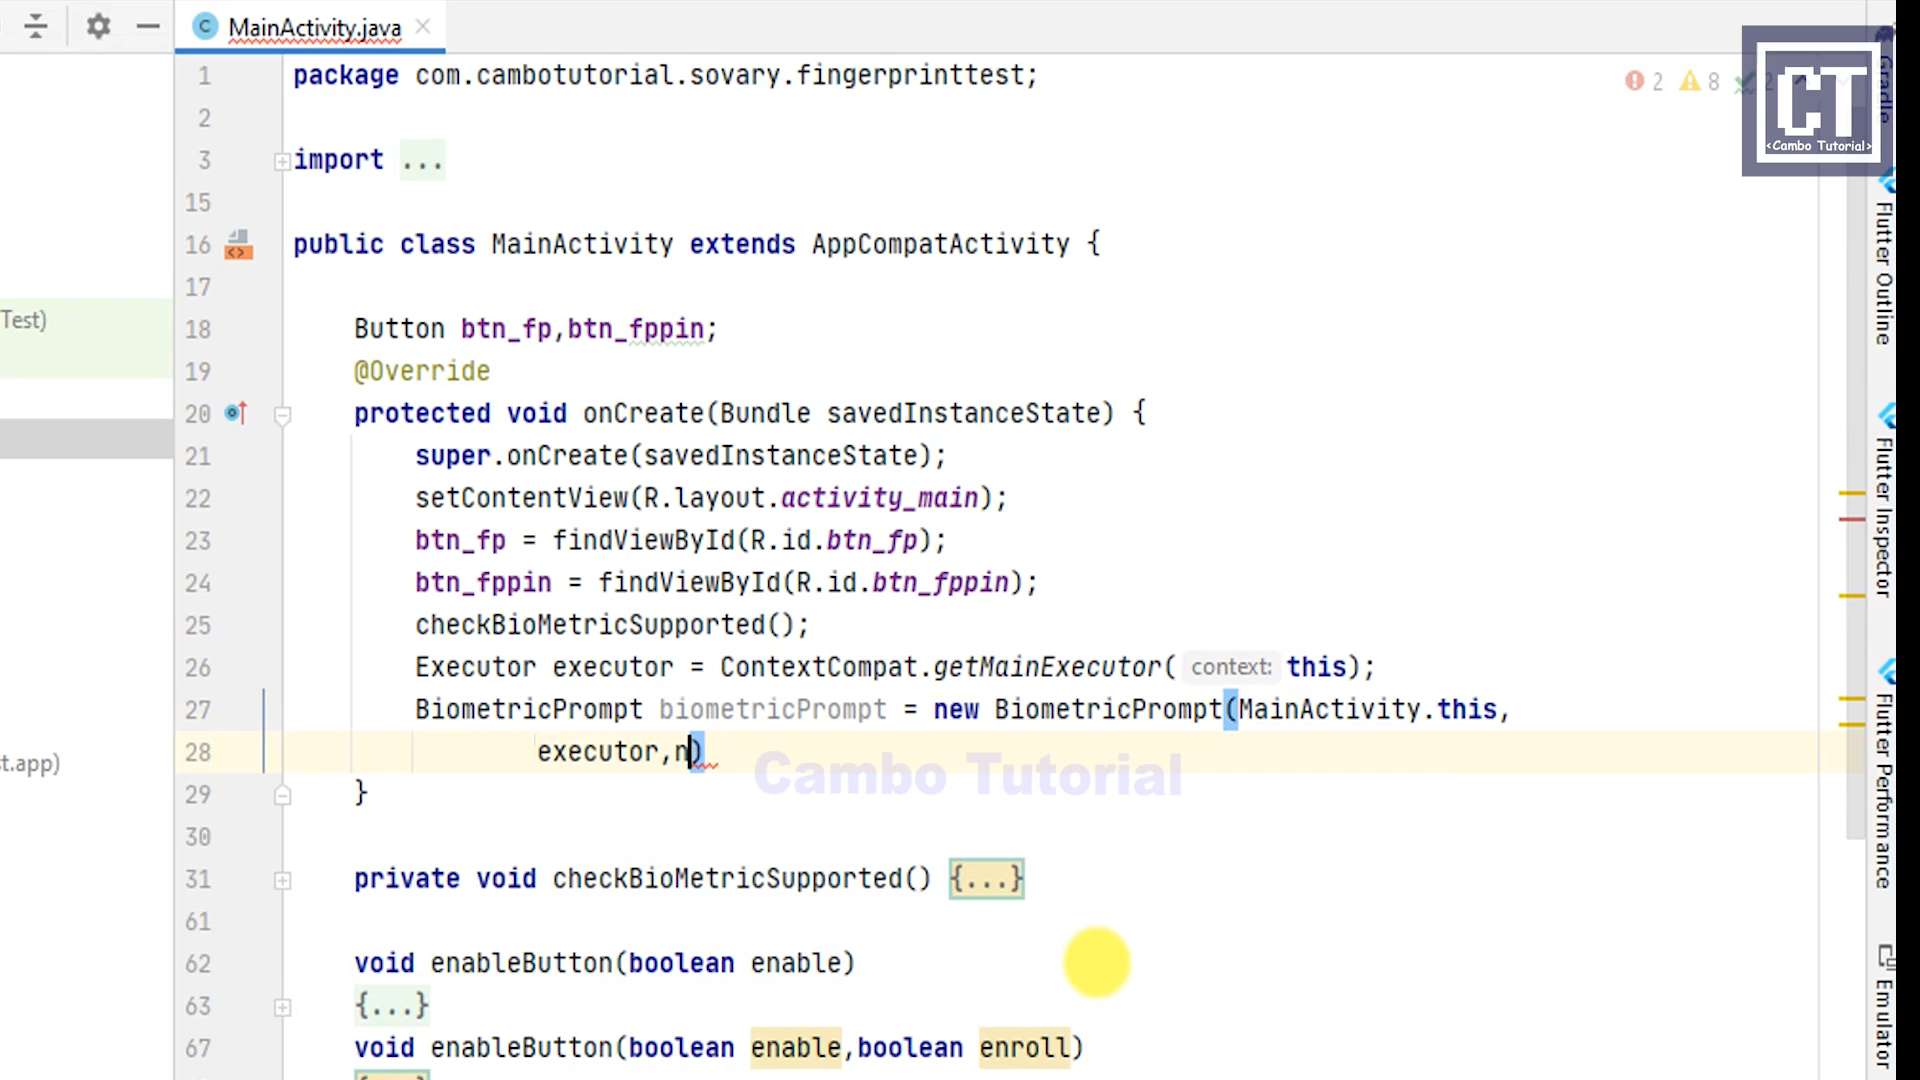 MainActivity.java
1 package com.cambotutorial.sovary.fingerprinttest;
2 8 2
CT
<Cambo Tutorial>
Gradle
2
3 import ...
15
16 public class MainActivity extends AppCompatActivity {
17
Test)
18 Button btn_fp,btn_fppin;
19 @Override
20 protected void onCreate(Bundle savedInstanceState) {
21 super.onCreate(savedInstanceState);
22 setContentView(R.layout.activity_main);
23 btn_fp = findViewById(R.id.btn_fp);
24 btn_fppin = findViewById(R.id.btn_fppin);
25 checkBioMetricSupported();
26 Executor executor = ContextCompat.getMainExecutor( context: this);
27 BiometricPrompt biometricPrompt = new BiometricPrompt(MainActivity.this,
28 executor,n)
t.app)
Cambo Tutorial
29 }
30
31 private void checkBioMetricSupported() {...}
61
62 void enableButton(boolean enable)
63 {...}
67 void enableButton(boolean enable,boolean enroll)
Flutter Outline
Flutter Inspector
Flutter Performance
Emulator